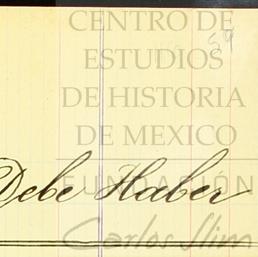 CENTRO DE
ESTUDIOS
DE HISTORIA
DE MEXICO
Debe Haber
FUNDACIÓN
Carlos Slim